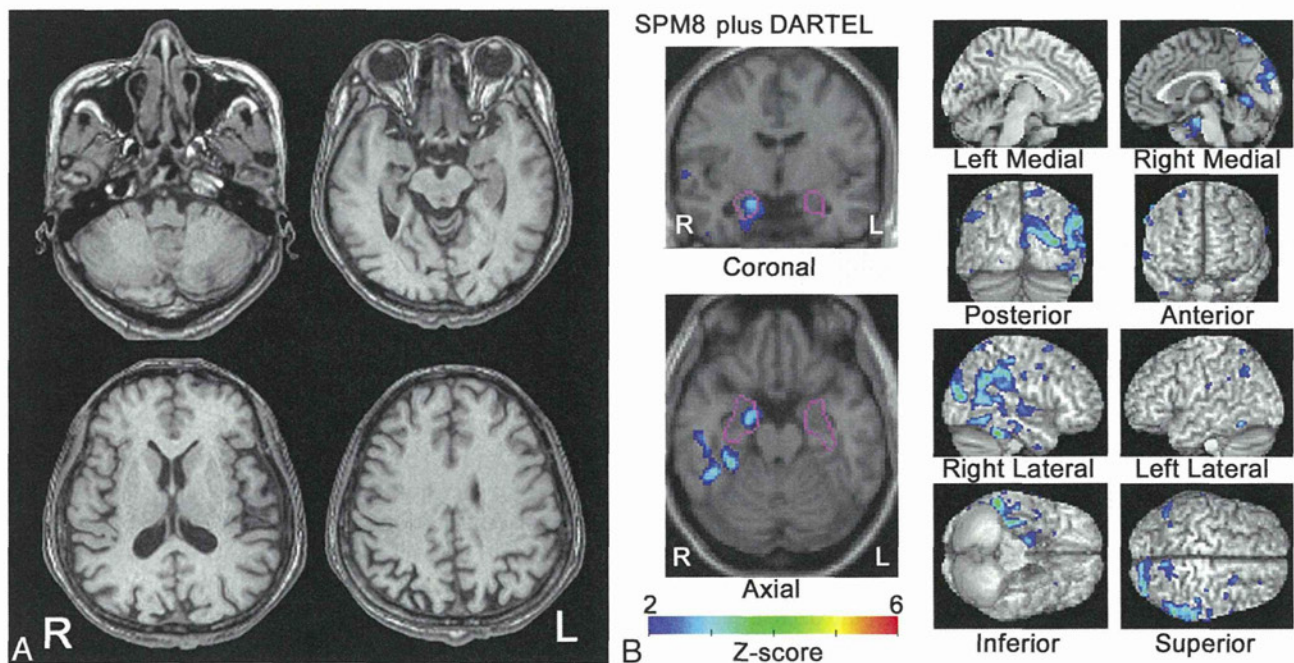 A
R
L
SPM8 plus DARTEL
R
L
Coronal
R
L
Axial
2
6
Z-score
B
Left Medial
Right Medial
Posterior
Anterior
Right Lateral
Left Lateral
Inferior
Superior